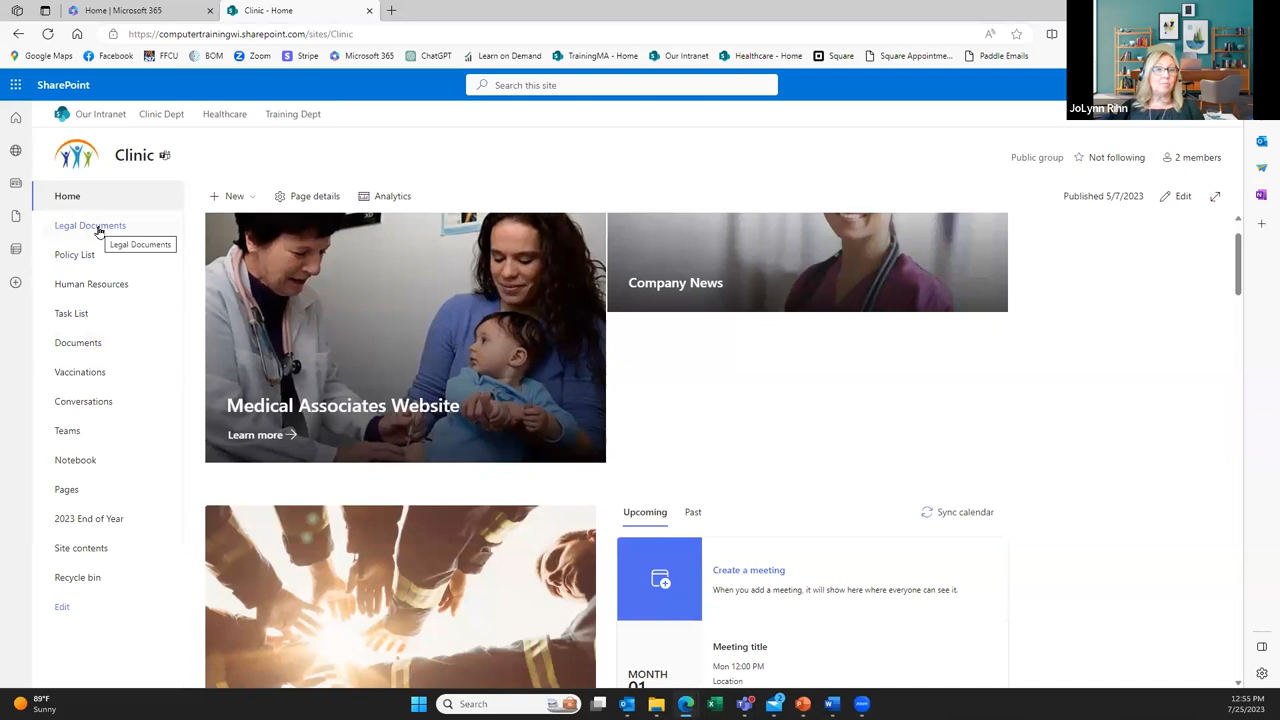 Home | Microsoft 365
Clinic - Home
https://computertrainingwi.sharepoint.com/sites/Clinic
Google Maps
Facebook
FFCU
BOM
Zoom
Stripe
Microsoft 365
ChatGPT
Learn on Demand
TrainingMA - Home
Our Intranet
Healthcare - Home
Square
Square Appointme...
Paddle Emails
JoLynn Rihn
SharePoint
Search this site
Our Intranet
Clinic Dept
Healthcare
Training Dept
Clinic
Public group
Not following
2 members
Home
New
Page details
Analytics
Published 5/7/2023
Edit
Legal Documents
Legal Documents
Policy List
Human Resources
Task List
Documents
Vaccinations
Conversations
Teams
Notebook
Pages
2023 End of Year
Site contents
Recycle bin
Edit
Company News
Medical Associates Website
Learn more
Upcoming
Past
Sync calendar
Create a meeting
When you add a meeting, it will show here where everyone can see it.
Meeting title
Mon 12:00 PM
Location
MONTH
01
89°F
Sunny
Search
12:55 PM
7/25/2023